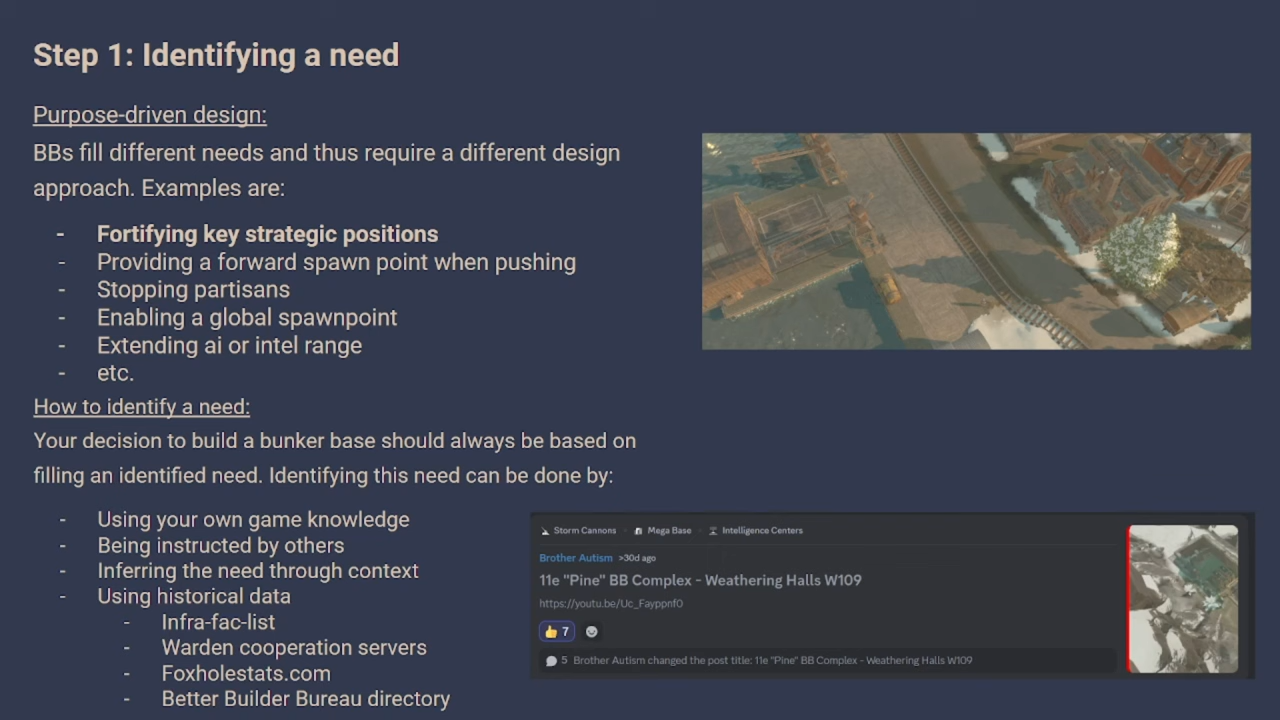 Step 1: Identifying a need
Purpose-driven design:
BBs fill different needs and thus require a different design
approach. Examples are:
- Fortifying key strategic positions
- Providing a forward spawn point when pushing
- Stopping partisans
- Enabling a global spawnpoint
- Extending ai or intel range
- etc.
How to identify a need:
Your decision to build a bunker base should always be based on
filling an identified need. Identifying this need can be done by:
- Using your own game knowledge
- Being instructed by others
- Inferring the need through context
- Using historical data
- Infra-fac-list
- Warden cooperation servers
- Foxholestats.com
- Better Builder Bureau directory
Storm Cannons · Mega Base · Intelligence Centers
Brother Autism >30d ago
11e "Pine" BB Complex - Weathering Halls W109
https://youtu.be/Uc_Fayppnf0
7
5 Brother Autism changed the post title: 11e "Pine" BB Complex - Weathering Halls W109